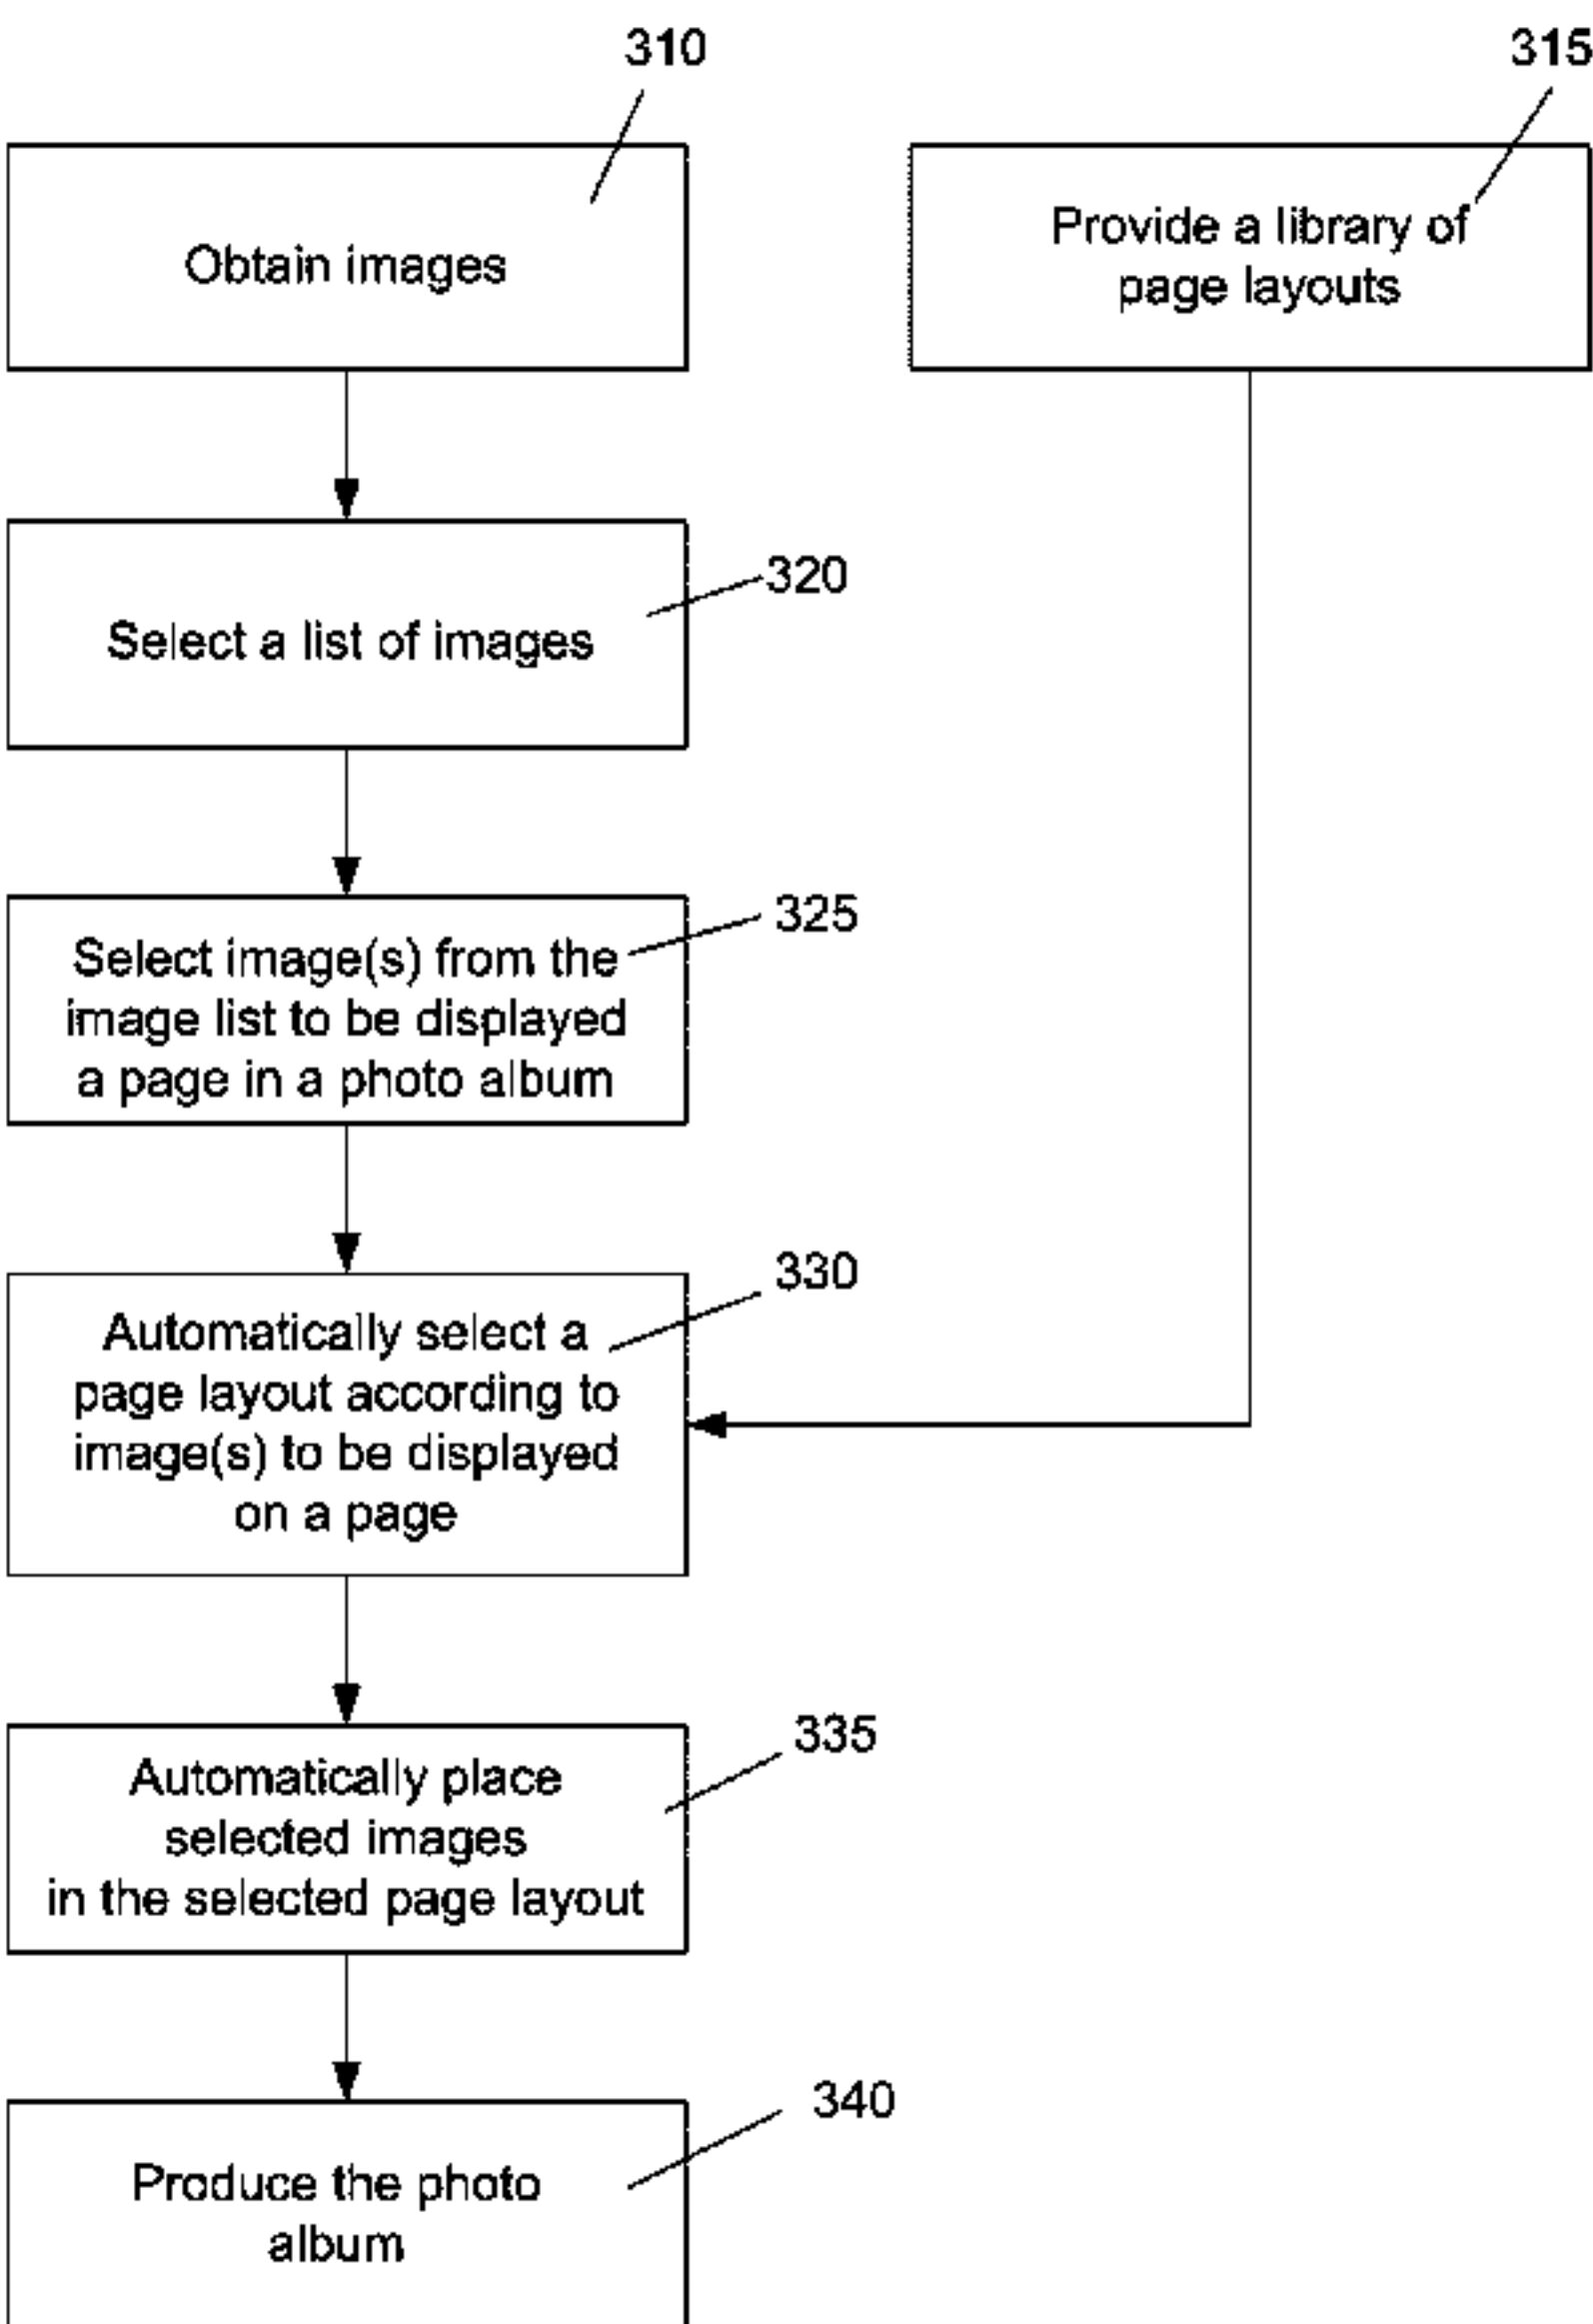 310
315
Obtain images
Provide a library of
page layouts
320
Select a list of images
325
Select image(s) from the
image list to be displayed
a page in a photo album
330
Automatically select a
page layout according to
image(s) to be displayed
on a page
335
Automatically place
selected images
in the selected page layout
340
Produce the photo
album